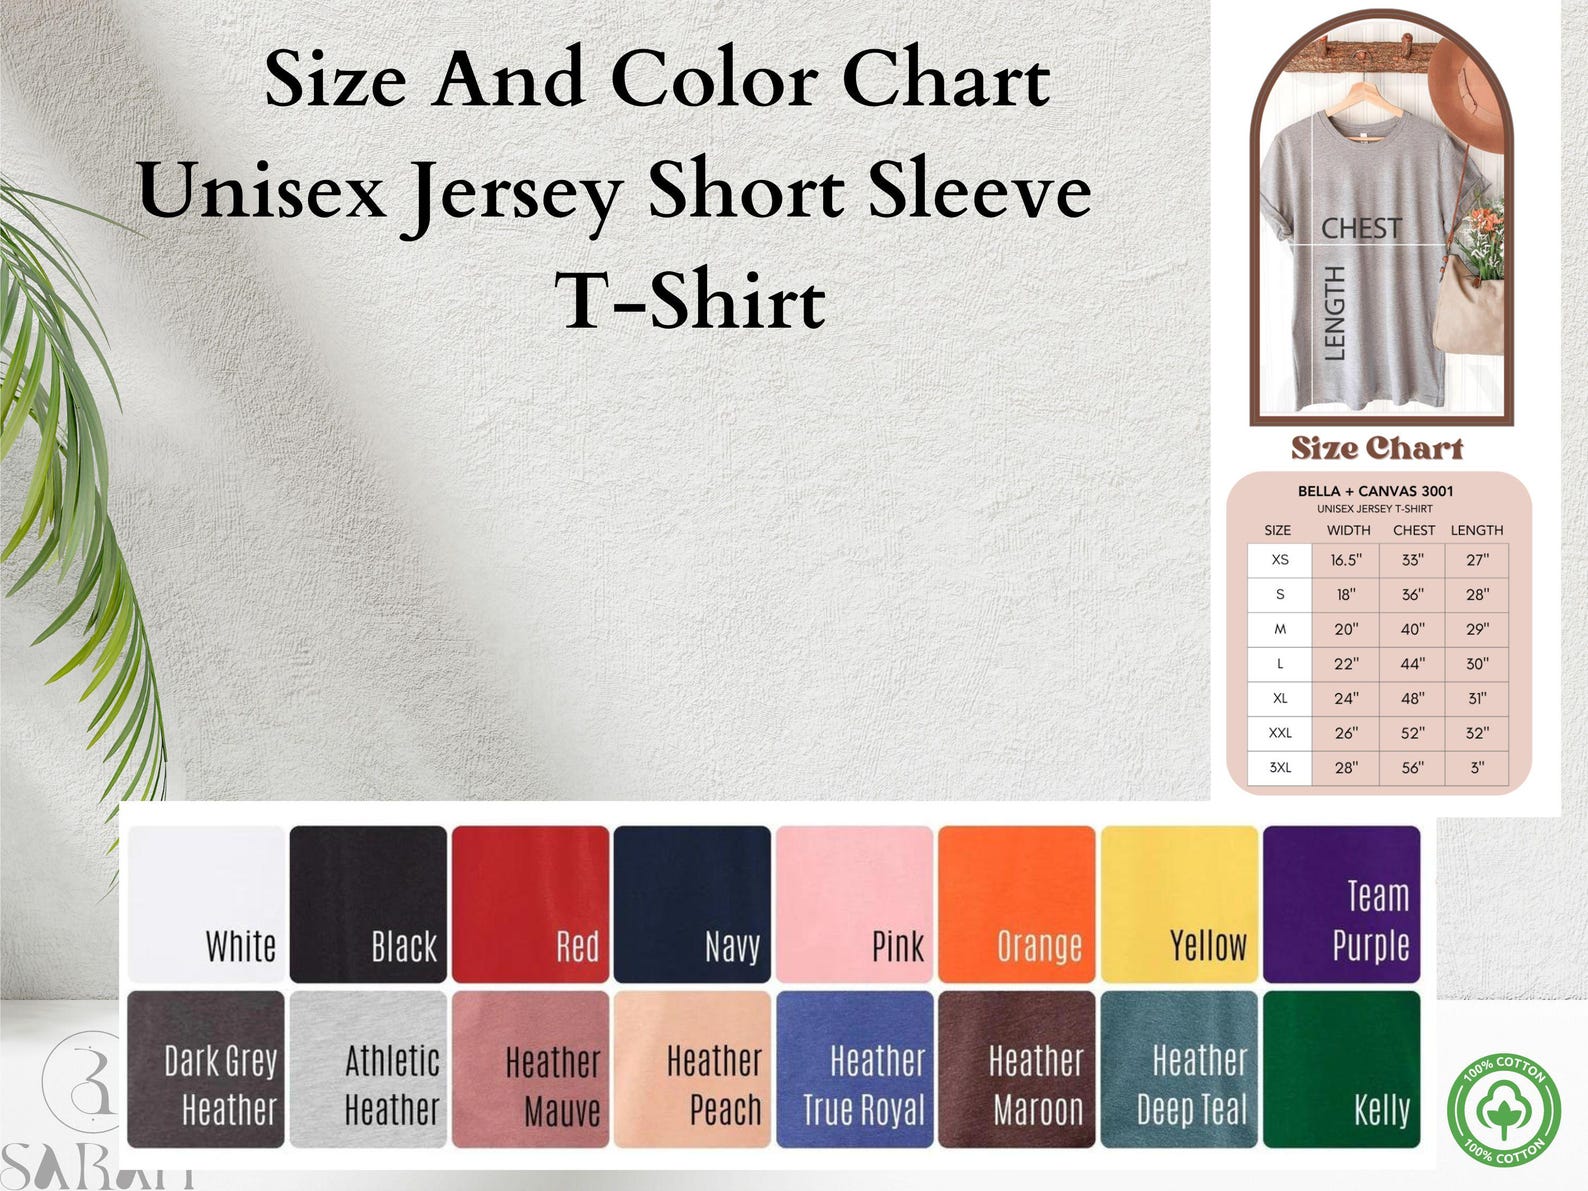 Size And Color Chart
Unisex Jersey Short Sleeve
T-Shirt
CHEST
LENGTH
Size Chart
BELLA + CANVAS 3001
UNISEX JERSEY T-SHIRT
SIZE WIDTH CHEST LENGTH
XS 16.5" 33" 27"
S 18" 36" 28"
M 20" 40" 29"
L 22" 44" 30"
XL 24" 48" 31"
XXL 26" 52" 32"
3XL 28" 56" 3"
White
Black
Red
Navy
Pink
Orange
Yellow
Team
Purple
Dark Grey
Heather
Athletic
Heather
Heather
Mauve
Heather
Peach
Heather
True Royal
Heather
Maroon
Heather
Deep Teal
Kelly
100% COTTON
100% COTTON